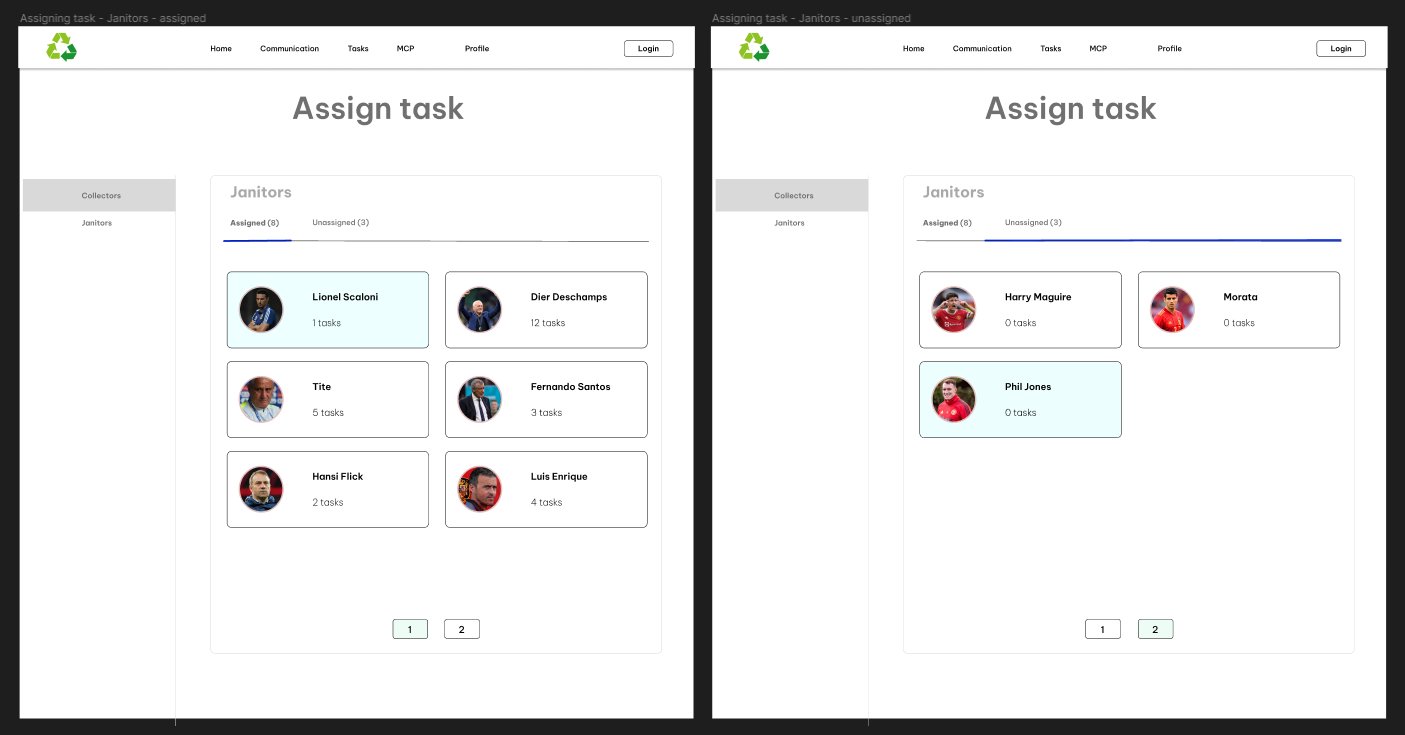 Assigning task - Janitors - assigned
Home Communication Tasks MCP Profile Login
Assign task
Collectors
Janitors
Janitors
Assigned (8) Unassigned (3)
Lionel Scaloni
1 tasks
Dier Deschamps
12 tasks
Tite
5 tasks
Fernando Santos
3 tasks
Hansi Flick
2 tasks
Luis Enrique
4 tasks
1 2
Assigning task - Janitors - unassigned
Home Communication Tasks MCP Profile Login
Assign task
Collectors
Janitors
Janitors
Assigned (8) Unassigned (3)
Harry Maguire
0 tasks
Morata
0 tasks
Phil Jones
0 tasks
1 2